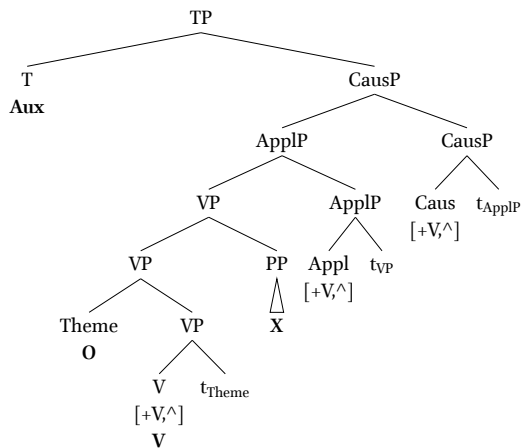 TP
T CausP
Aux
ApplP CausP
VP ApplP Caus t_ApplP
[+V,^]
VP PP Appl t_VP
[+V,^]
Theme VP X
O
V t_Theme
[+V,^]
V